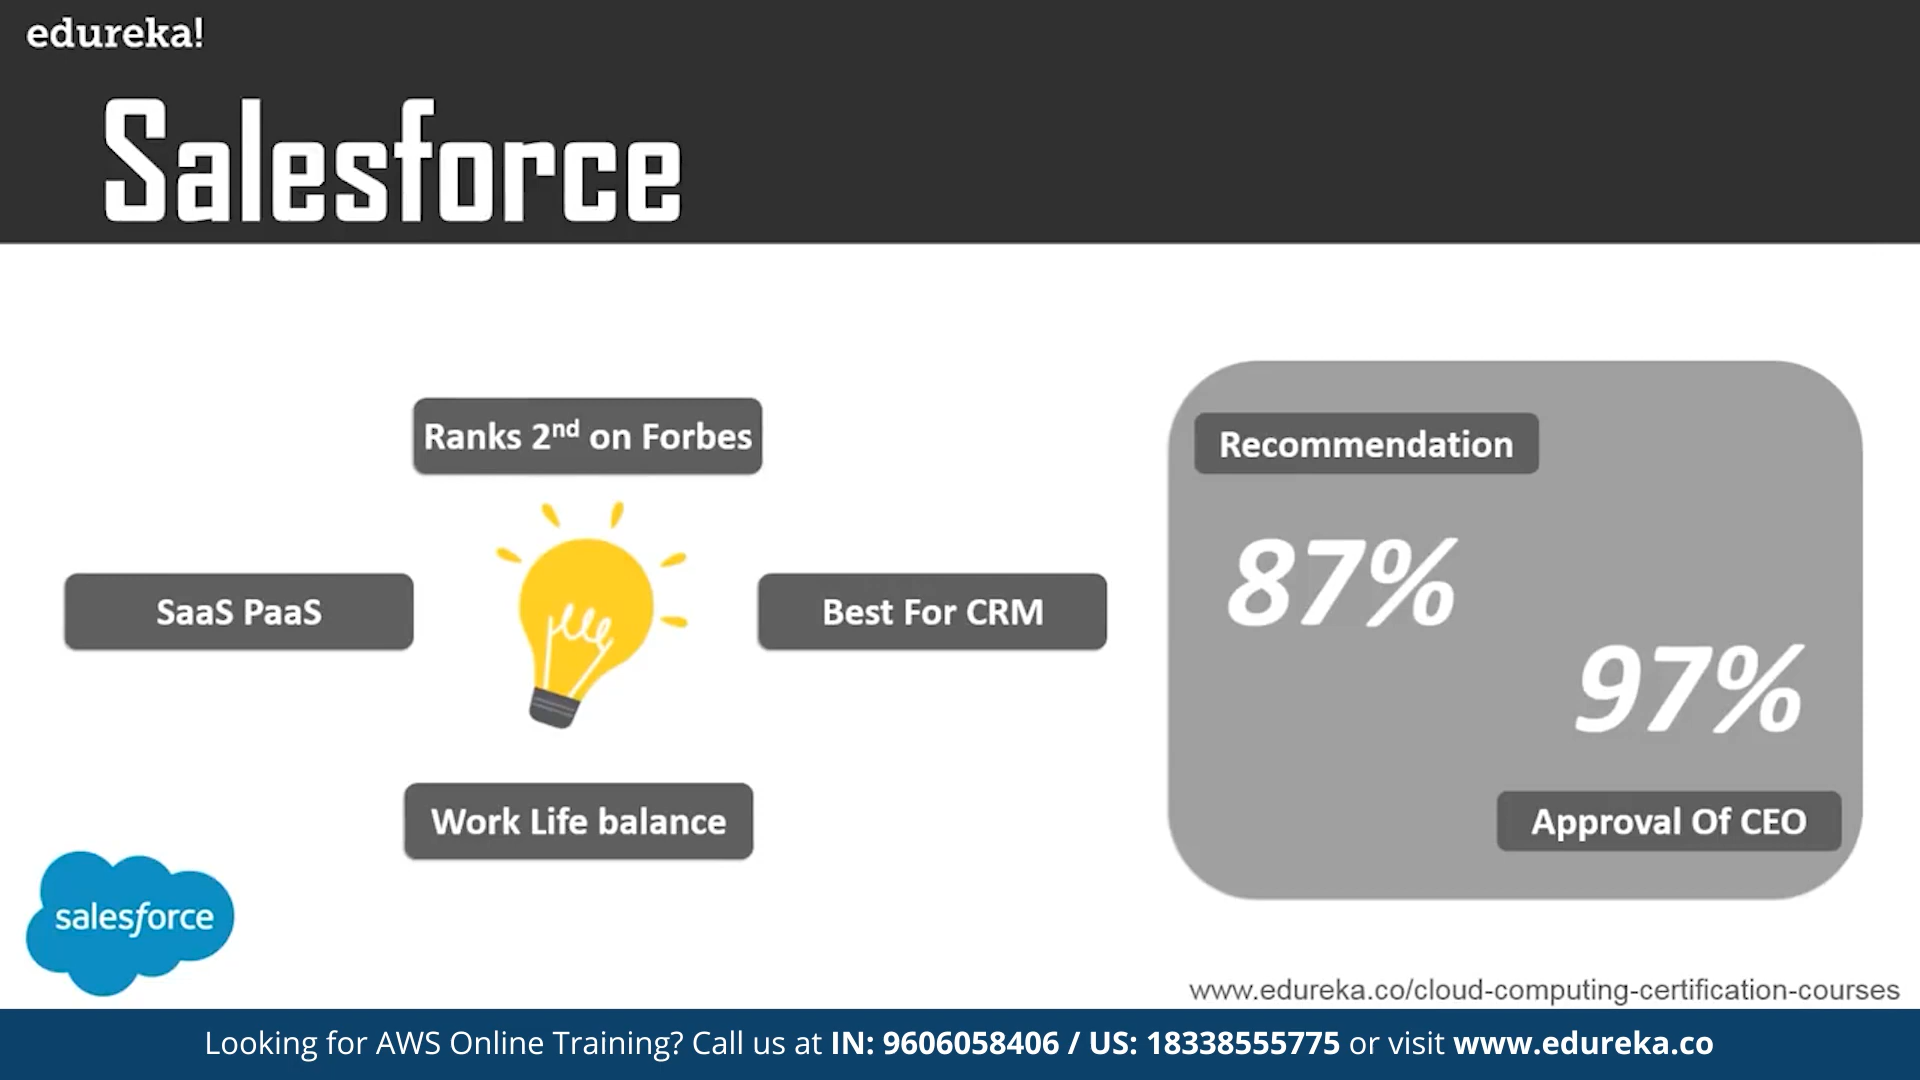 edureka!
Salesforce
Ranks 2nd on Forbes
SaaS PaaS
Best For CRM
Work Life balance
Recommendation
87%
97%
Approval Of CEO
salesforce
www.edureka.co/cloud-computing-certification-courses
Looking for AWS Online Training? Call us at IN: 9606058406 / US: 18338555775 or visit www.edureka.co